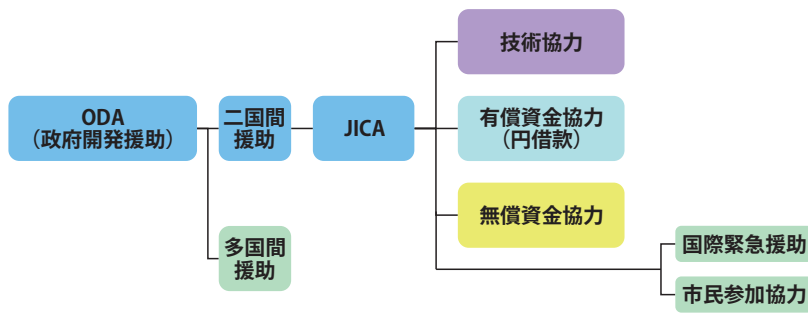 ODA
（政府開発援助）
二国間
援助
JICA
技術協力
有償資金協力
（円借款）
無償資金協力
多国間
援助
国際緊急援助
市民参加協力